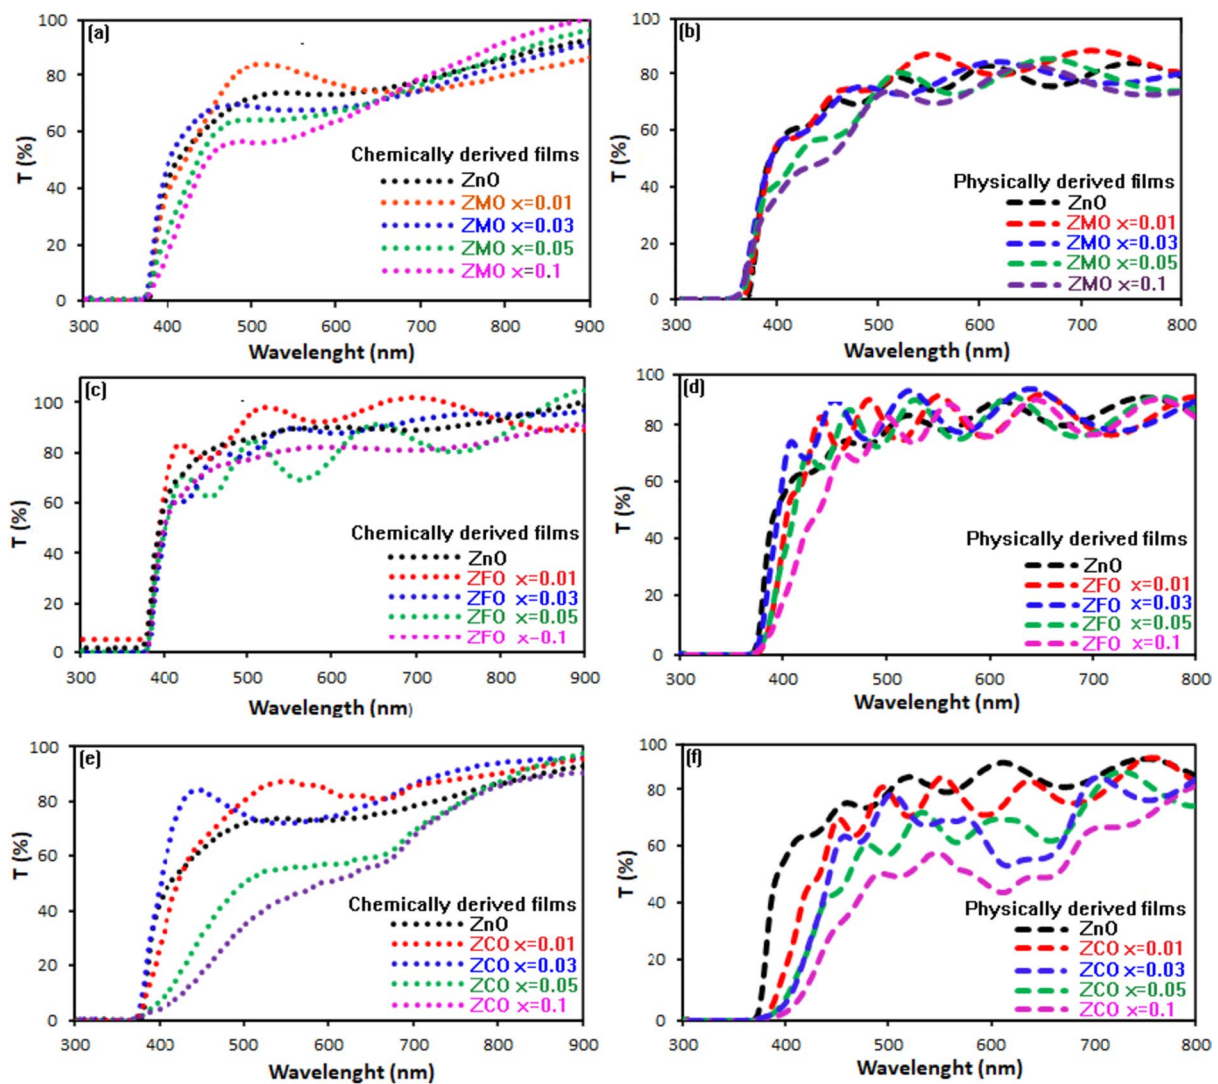 (a)
100
80
60
40
20
0
T (%)
300 400 500 600 700 800 900
Wavelenght (nm)
Chemically derived films
ZnO
ZMO x=0.01
ZMO x=0.03
ZMO x=0.05
ZMO x=0.1
(b)
100
80
60
40
20
0
T (%)
300 400 500 600 700 800
Wavelength (nm)
Physically derived films
ZnO
ZMO x=0.01
ZMO x=0.03
ZMO x=0.05
ZMO x=0.1
(c)
100
80
60
40
20
0
T (%)
300 400 500 600 700 800 900
Wavelength (nm)
Chemically derived films
ZnO
ZFO x=0.01
ZFO x=0.03
ZFO x=0.05
ZFO x-0.1
(d)
100
80
60
40
20
0
T (%)
300 400 500 600 700 800
Wavelenght (nm)
Physically derived films
ZnO
ZFO x=0.01
ZFO x=0.03
ZFO x=0.05
ZFO x=0.1
(e)
100
80
60
40
20
0
T (%)
300 400 500 600 700 800 900
Wavelenght (nm)
Chemically derived films
ZnO
ZCO x=0.01
ZCO x=0.03
ZCO x=0.05
ZCO x=0.1
(f)
100
80
60
40
20
0
T (%)
300 400 500 600 700 800
Wavelenght (nm)
Physically derived films
ZnO
ZCO x=0.01
ZCO x=0.03
ZCO x=0.05
ZCO x=0.1